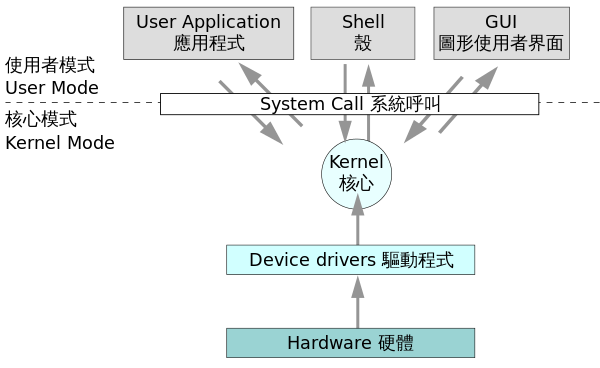 User Application
應用程式
Shell
殼
GUI
圖形使用者界面
使用者模式
User Mode
System Call 系統呼叫
核心模式
Kernel Mode
Kernel
核心
Device drivers 驅動程式
Hardware 硬體